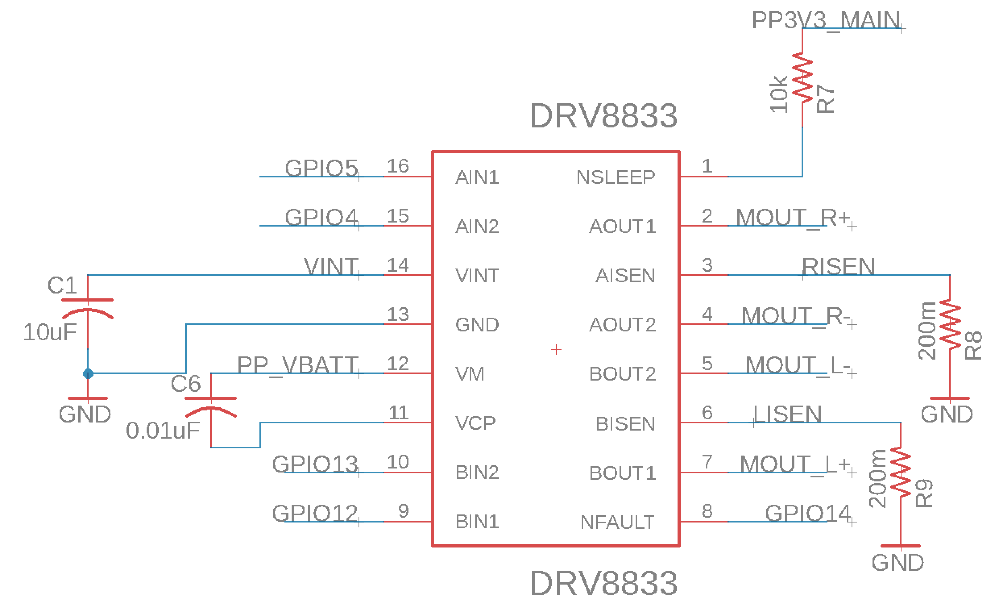 PP3V3_MAIN
10k
R7
DRV8833
GPIO5 16 AIN1 NSLEEP 1
GPIO4 15 AIN2 AOUT1 2 MOUT_R+
VINT 14 VINT AISEN 3 RISEN
C1
10uF
13 GND AOUT2 4 MOUT_R-
200m
R8
PP_VBATT 12 VM BOUT2 5 MOUT_L-
C6
0.01uF
GND
11 VCP BISEN 6 LISEN
GND
GPIO13 10 BIN2 BOUT1 7 MOUT_L+
200m
R9
GPIO12 9 BIN1 NFAULT 8 GPIO14
GND
DRV8833